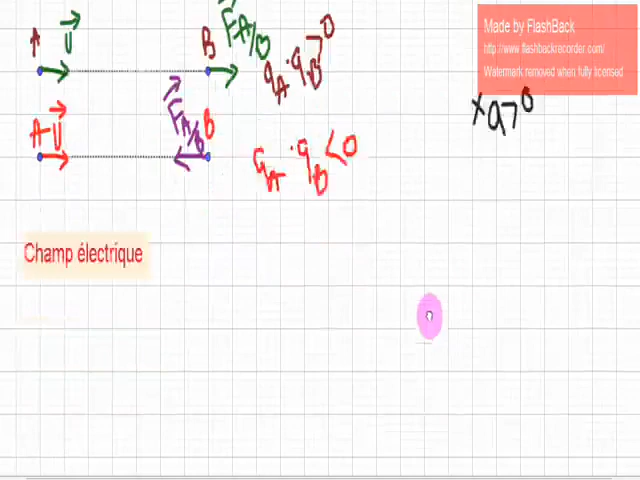 A u⃗ B F⃗A/B qA · qB > 0
Made by FlashBack
http://www.flashbackrecorder.com/
Watermark removed when fully licensed
x q > 0
A u⃗ F⃗A/B B qA · qB < 0
Champ électrique